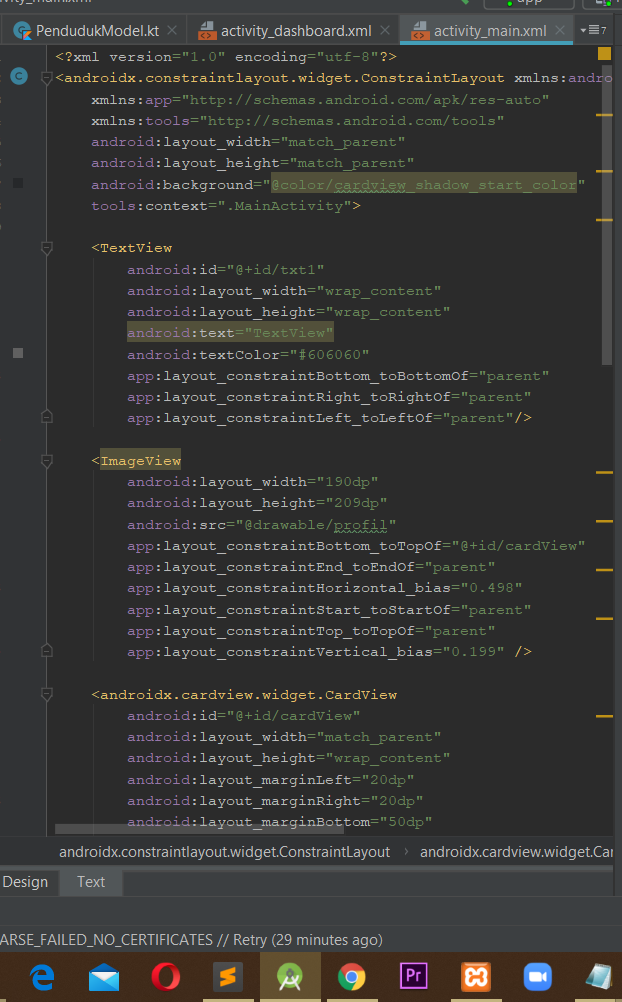 activity_main.xml
app
PendudukModel.kt × activity_dashboard.xml × activity_main.xml × 7
<?xml version="1.0" encoding="utf-8"?>
C <androidx.constraintlayout.widget.ConstraintLayout xmlns:andro
xmlns:app="http://schemas.android.com/apk/res-auto"
xmlns:tools="http://schemas.android.com/tools"
android:layout_width="match_parent"
android:layout_height="match_parent"
android:background="@color/cardview_shadow_start_color"
tools:context=".MainActivity">
<TextView
android:id="@+id/txt1"
android:layout_width="wrap_content"
android:layout_height="wrap_content"
android:text="TextView"
android:textColor="#606060"
app:layout_constraintBottom_toBottomOf="parent"
app:layout_constraintRight_toRightOf="parent"
app:layout_constraintLeft_toLeftOf="parent"/>
<ImageView
android:layout_width="190dp"
android:layout_height="209dp"
android:src="@drawable/profil"
app:layout_constraintBottom_toTopOf="@+id/cardView"
app:layout_constraintEnd_toEndOf="parent"
app:layout_constraintHorizontal_bias="0.498"
app:layout_constraintStart_toStartOf="parent"
app:layout_constraintTop_toTopOf="parent"
app:layout_constraintVertical_bias="0.199" />
<androidx.cardview.widget.CardView
android:id="@+id/cardView"
android:layout_width="match_parent"
android:layout_height="wrap_content"
android:layout_marginLeft="20dp"
android:layout_marginRight="20dp"
android:layout_marginBottom="50dp"
androidx.constraintlayout.widget.ConstraintLayout › androidx.cardview.widget.Car
Design Text
ARSE_FAILED_NO_CERTIFICATES // Retry (29 minutes ago)
Pr